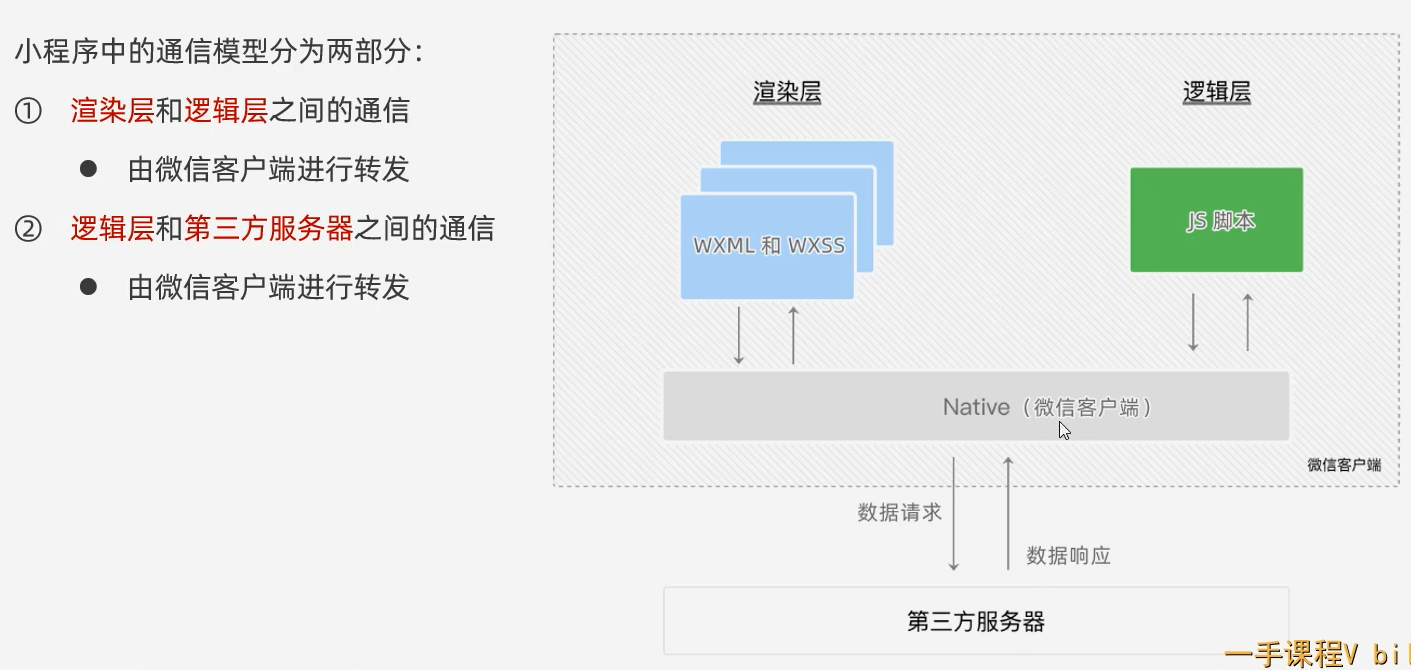 小程序中的通信模型分为两部分：
① 渲染层和逻辑层之间的通信
● 由微信客户端进行转发
② 逻辑层和第三方服务器之间的通信
● 由微信客户端进行转发
渲染层
逻辑层
WXML 和 WXSS
JS 脚本
Native（微信客户端）
微信客户端
数据请求
数据响应
第三方服务器
一手课程V bi